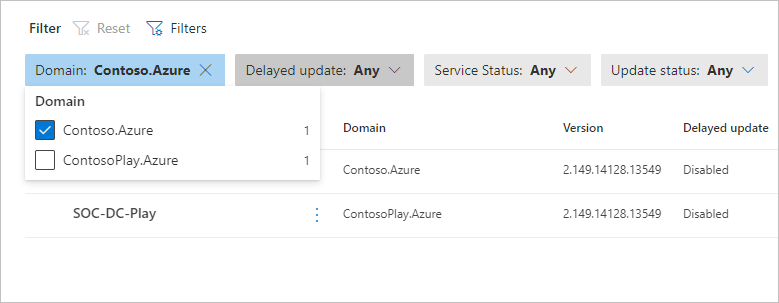 Filter Reset Filters
Domain: Contoso.Azure Delayed update: Any Service Status: Any Update status: Any
Domain
Contoso.Azure 1
ContosoPlay.Azure 1
Domain Version Delayed update
Contoso.Azure 2.149.14128.13549 Disabled
SOC-DC-Play ContosoPlay.Azure 2.149.14128.13549 Disabled